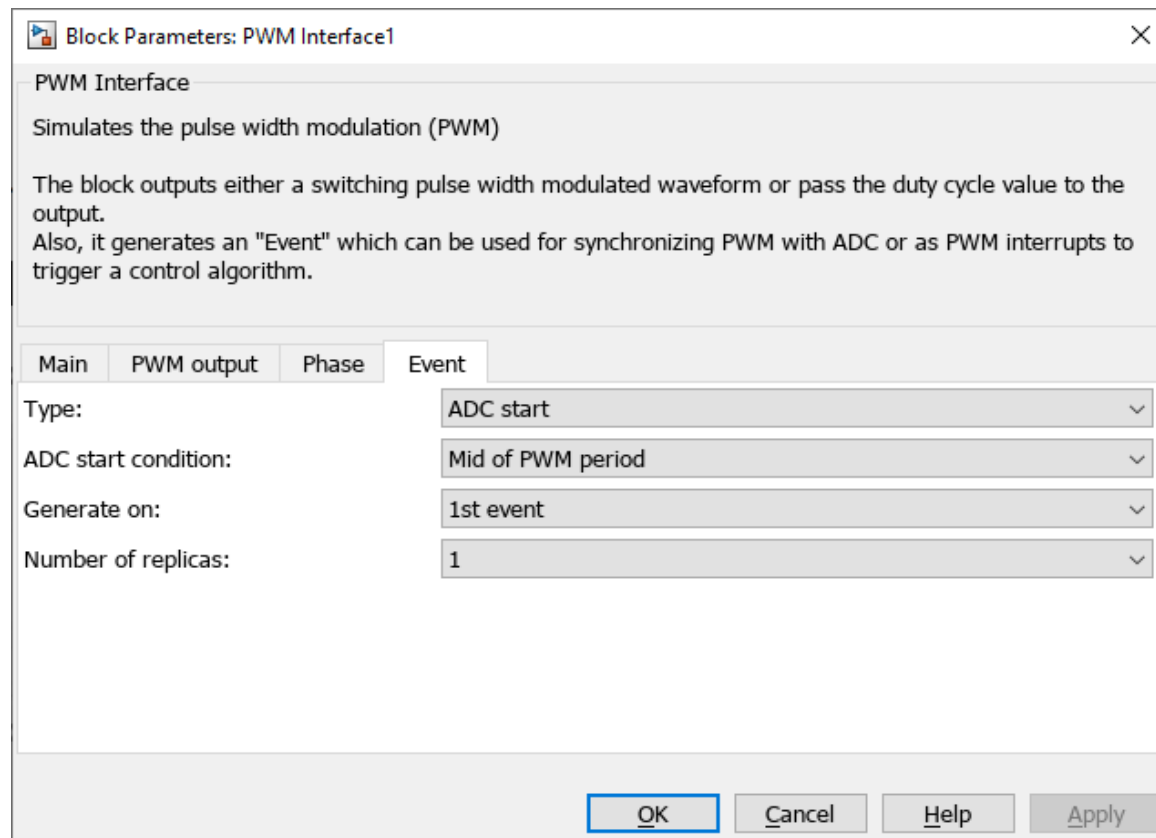 Block Parameters: PWM Interface1
PWM Interface
Simulates the pulse width modulation (PWM)
The block outputs either a switching pulse width modulated waveform or pass the duty cycle value to the
output.
Also, it generates an "Event" which can be used for synchronizing PWM with ADC or as PWM interrupts to
trigger a control algorithm.
Main PWM output Phase Event
Type: ADC start
ADC start condition: Mid of PWM period
Generate on: 1st event
Number of replicas: 1
OK Cancel Help Apply